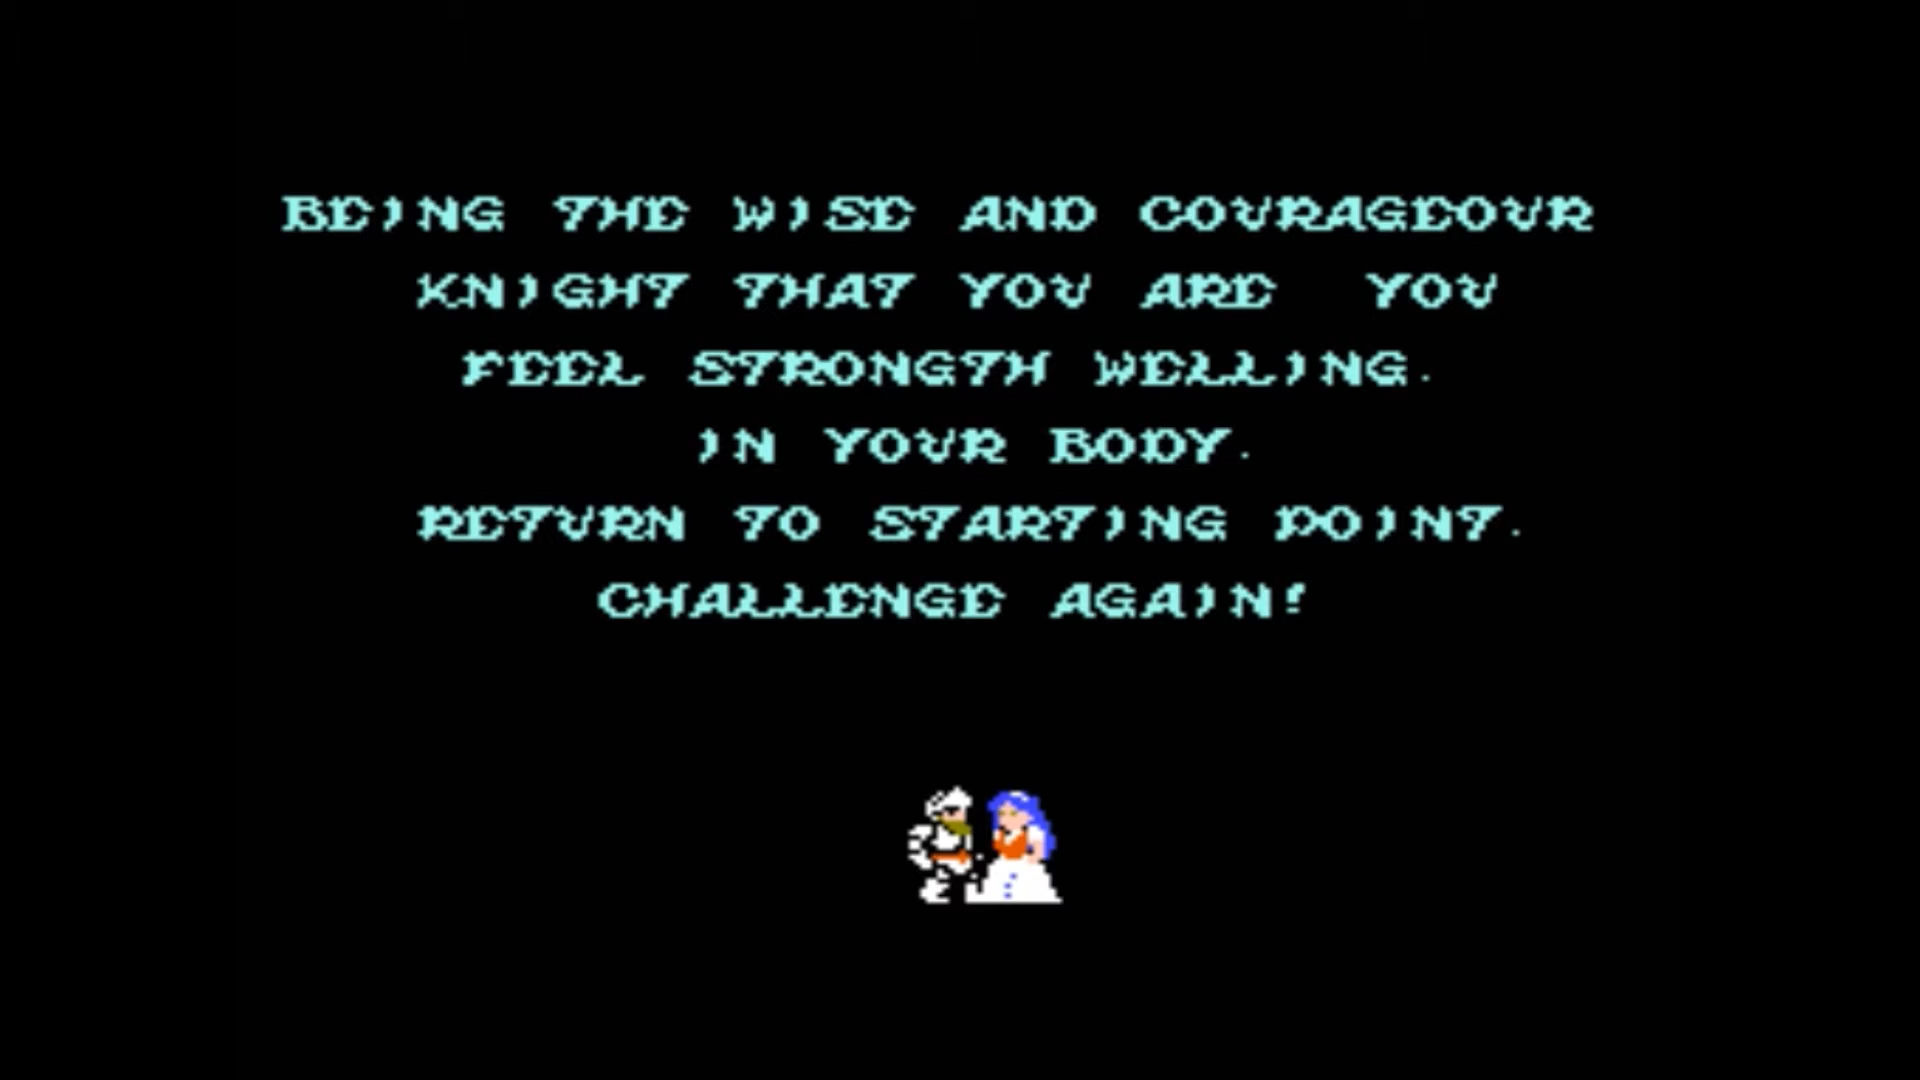 BEING THE WISE AND COURAGEOUR
KNIGHT THAT YOU ARE YOU
FEEL STRONGTH WELLING.
IN YOUR BODY.
RETURN TO STARTING POINT.
CHALLENGE AGAIN!